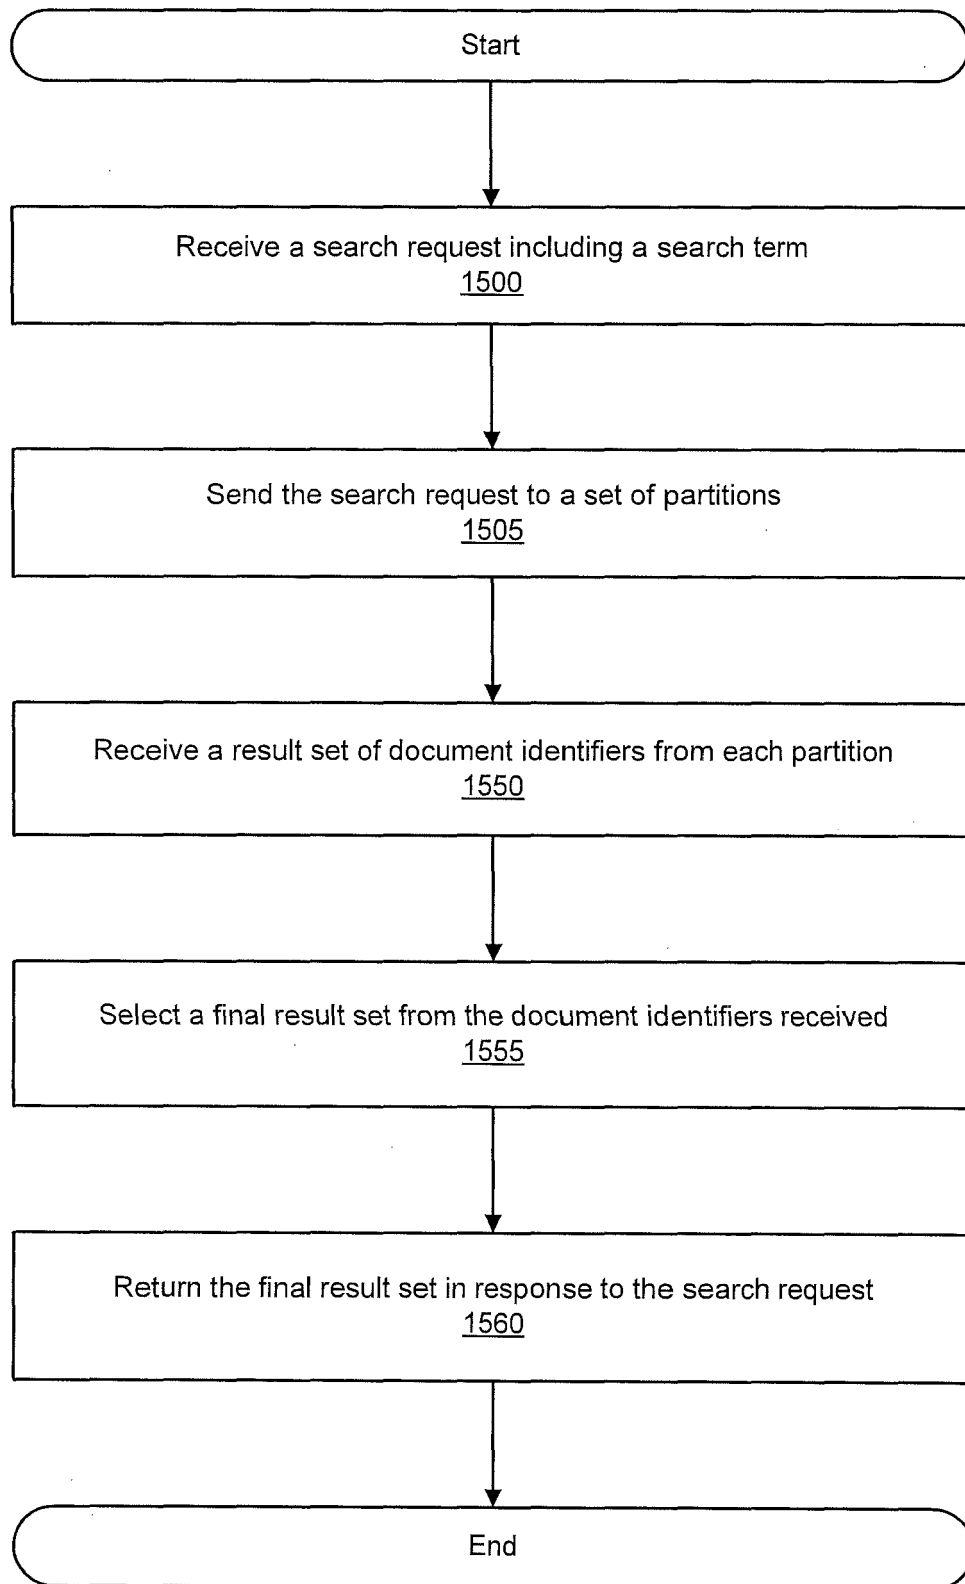 Start
Receive a search request including a search term
1500
Send the search request to a set of partitions
1505
Receive a result set of document identifiers from each partition
1550
Select a final result set from the document identifiers received
1555
Return the final result set in response to the search request
1560
End